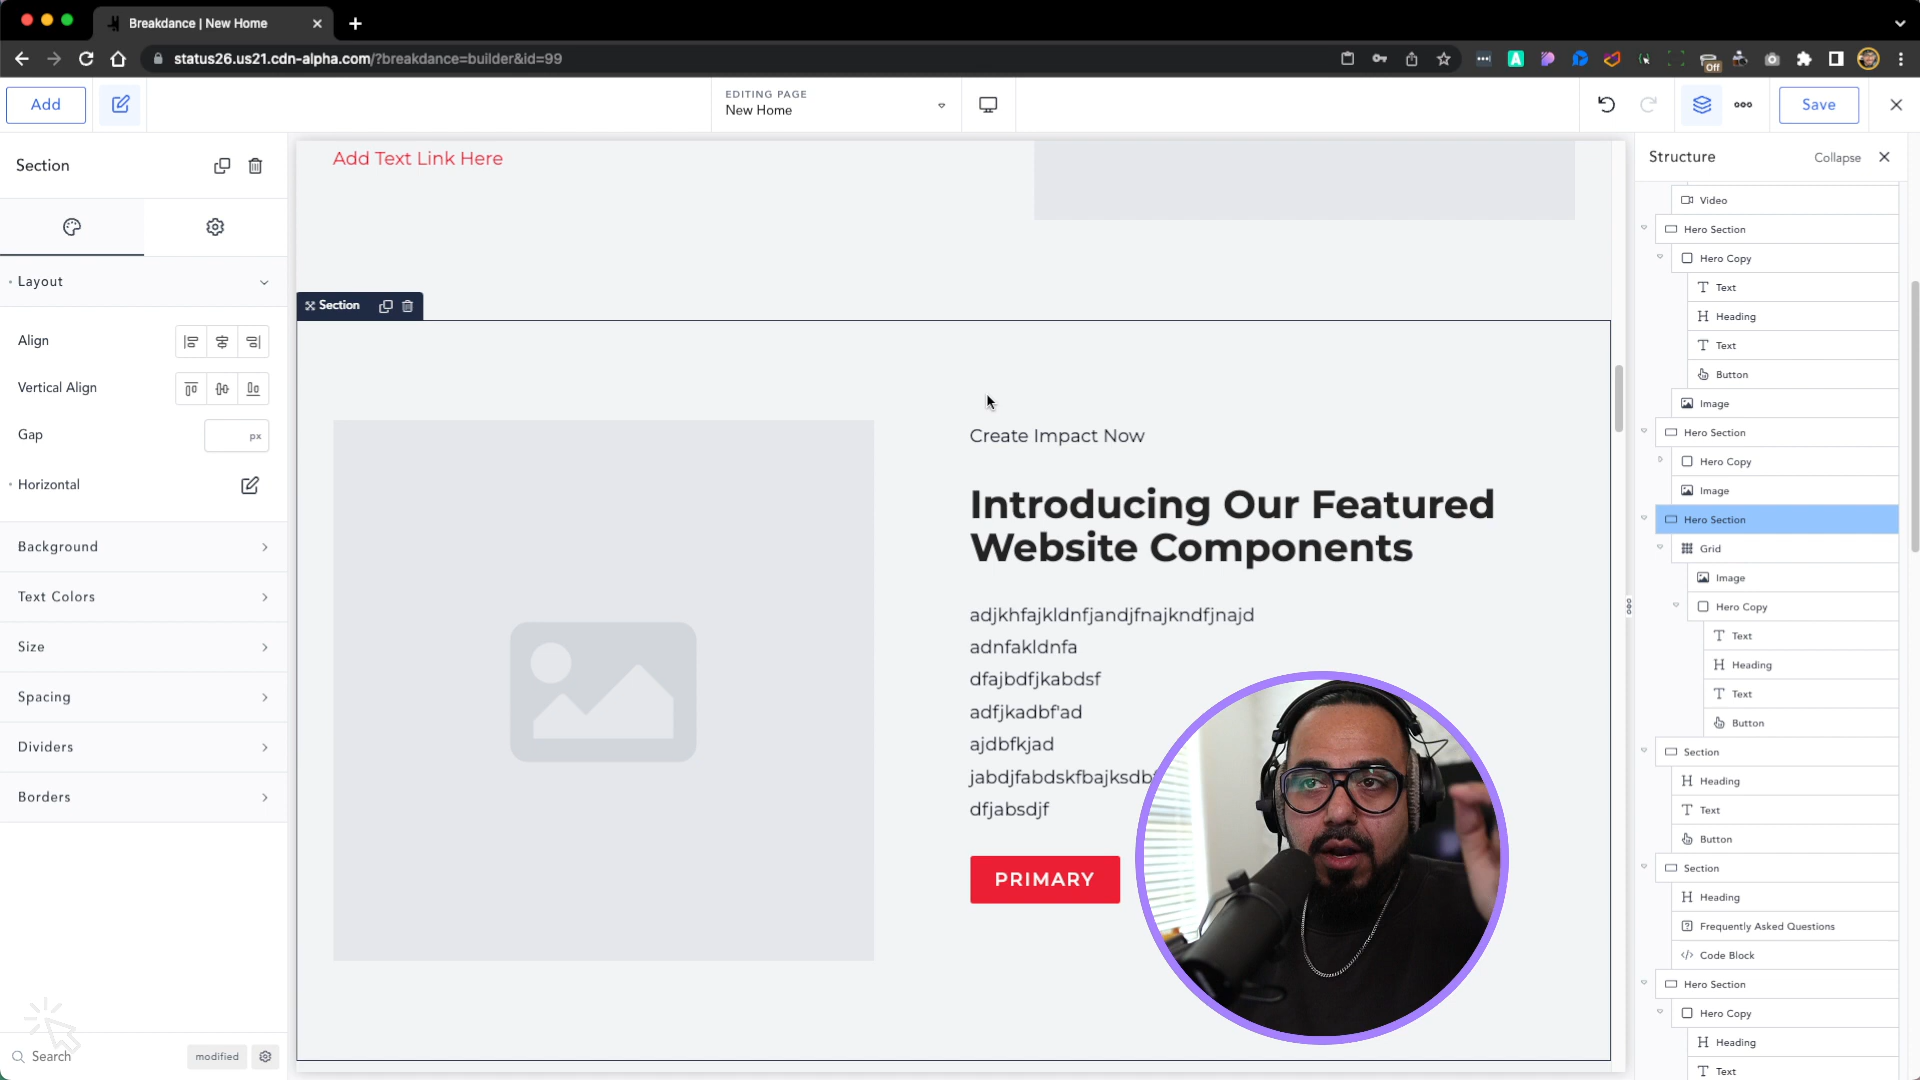 Breakdance | New Home
status26.us21.cdn-alpha.com/?breakdance=builder&id=99
Off
Add
EDITING PAGE
New Home
Save
Section
Layout
Align
Vertical Align
Gap
px
Horizontal
Background
Text Colors
Size
Spacing
Dividers
Borders
Search
modified
Add Text Link Here
Section
Create Impact Now
Introducing Our Featured
Website Components
adjkhfajkldnfjandjfnajkndfjnajd
adnfakldnfa
dfajbdfjkabdsf
adfjkadbf'ad
ajdbfkjad
dfjabsdjf
PRIMARY
Structure
Collapse
Video
Hero Section
Hero Copy
Text
Heading
Text
Button
Image
Hero Section
Hero Copy
Image
Hero Section
Grid
Image
Hero Copy
Text
Heading
Text
Button
Section
Heading
Text
Button
Section
Heading
Frequently Asked Questions
Code Block
Hero Section
Hero Copy
Heading
Text